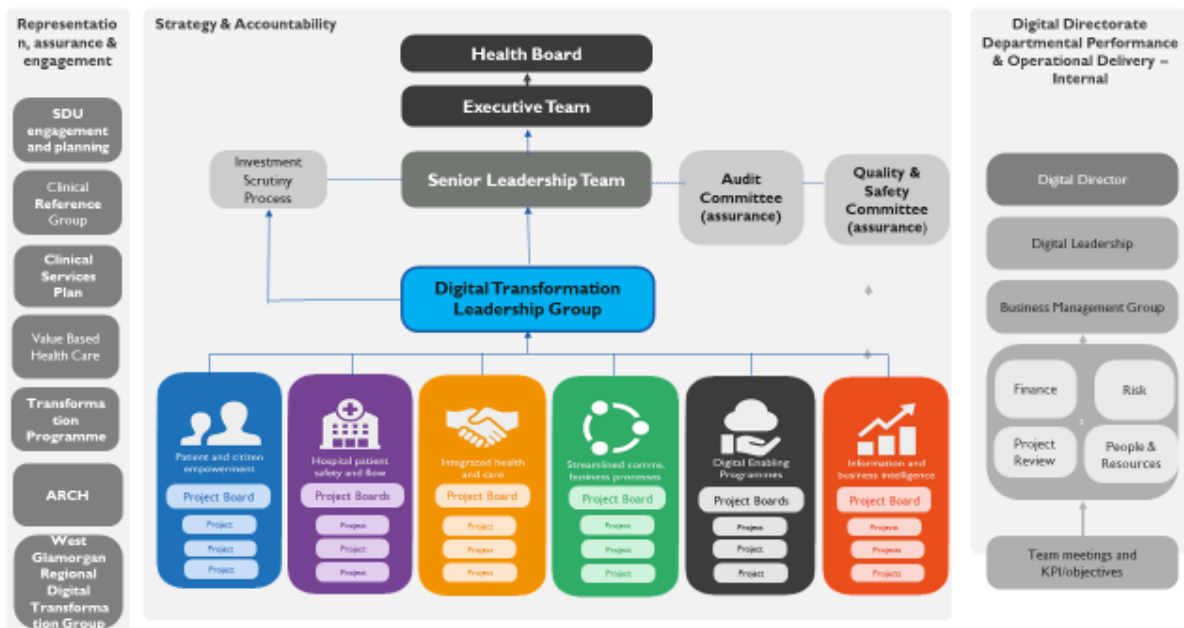 Representatio
n, assurance &
engagement
SDU
engagement
and planning
Clinical
Reference
Group
Clinical
Services
Plan
Value Based
Health Care
Transforma
tion
Programme
ARCH
West
Glamorgan
Regional
Digital
Transforma
tion Group
Strategy & Accountability
Health Board
Executive Team
Investment
Scrutiny
Process
Senior Leadership Team
Audit
Committee
(assurance)
Quality &
Safety
Committee
(assurance)
Digital Transformation
Leadership Group
Patient and citizen
empowerment
Project Board
Project
Project
Project
Hospital patient
safety and flow
Project Boards
Project
Project
Project
Integrated health
and care
Project Board
Project
Project
Project
Streamlined comms,
business processes
Project Board
Project
Project
Project
Digital Enabling
Programmes
Project Boards
Project
Project
Project
Information and
business intelligence
Project Board
Project
Project
Project
Digital Directorate
Departmental Performance
& Operational Delivery –
Internal
Digital Director
Digital Leadership
Business Management Group
Finance
Risk
Project
Review
People &
Resources
Team meetings and
KPI/objectives